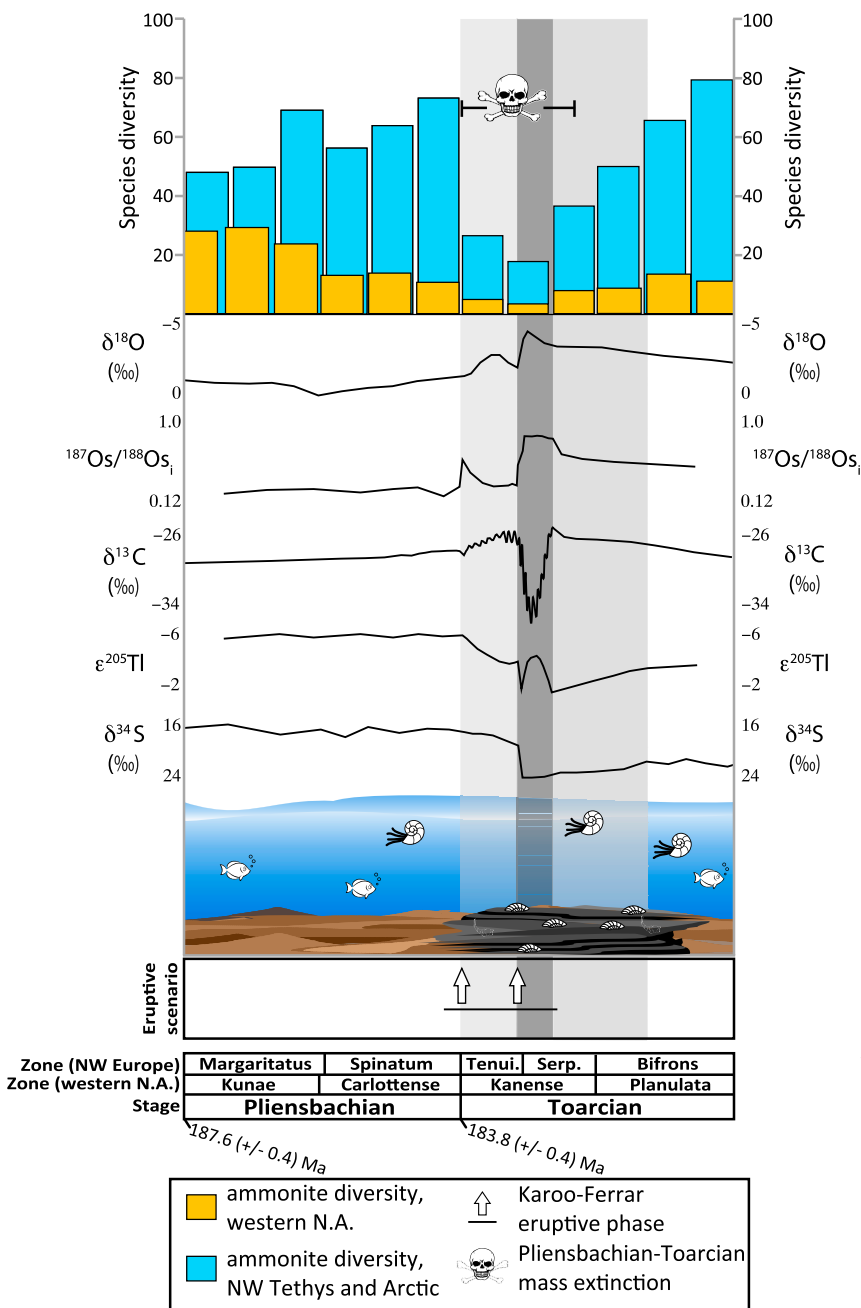 100
80
60
40
20
Species diversity
100
80
60
40
20
Species diversity
δ¹⁸O
(‰)
−5
0
−5
0
δ¹⁸O
(‰)
¹⁸⁷Os/¹⁸⁸Osᵢ
1.0
0.12
1.0
0.12
¹⁸⁷Os/¹⁸⁸Osᵢ
δ¹³C
(‰)
−26
−34
−26
−34
δ¹³C
(‰)
ε²⁰⁵Tl
−6
−2
−6
−2
ε²⁰⁵Tl
δ³⁴S
(‰)
16
24
16
24
δ³⁴S
(‰)
Eruptive
scenario
Zone (NW Europe) Margaritatus Spinatum Tenui. Serp. Bifrons
Zone (western N.A.) Kunae Carlottense Kanense Planulata
Stage Pliensbachian Toarcian
187.6 (+/- 0.4) Ma
183.8 (+/- 0.4) Ma
ammonite diversity,
western N.A.
ammonite diversity,
NW Tethys and Arctic
Karoo-Ferrar
eruptive phase
Pliensbachian-Toarcian
mass extinction